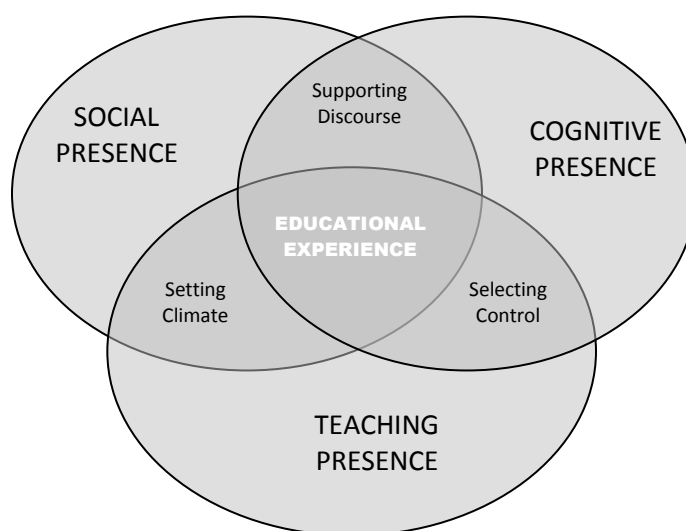 Supporting
Discourse
SOCIAL
PRESENCE
COGNITIVE
PRESENCE
EDUCATIONAL
EXPERIENCE
Setting
Climate
Selecting
Control
TEACHING
PRESENCE